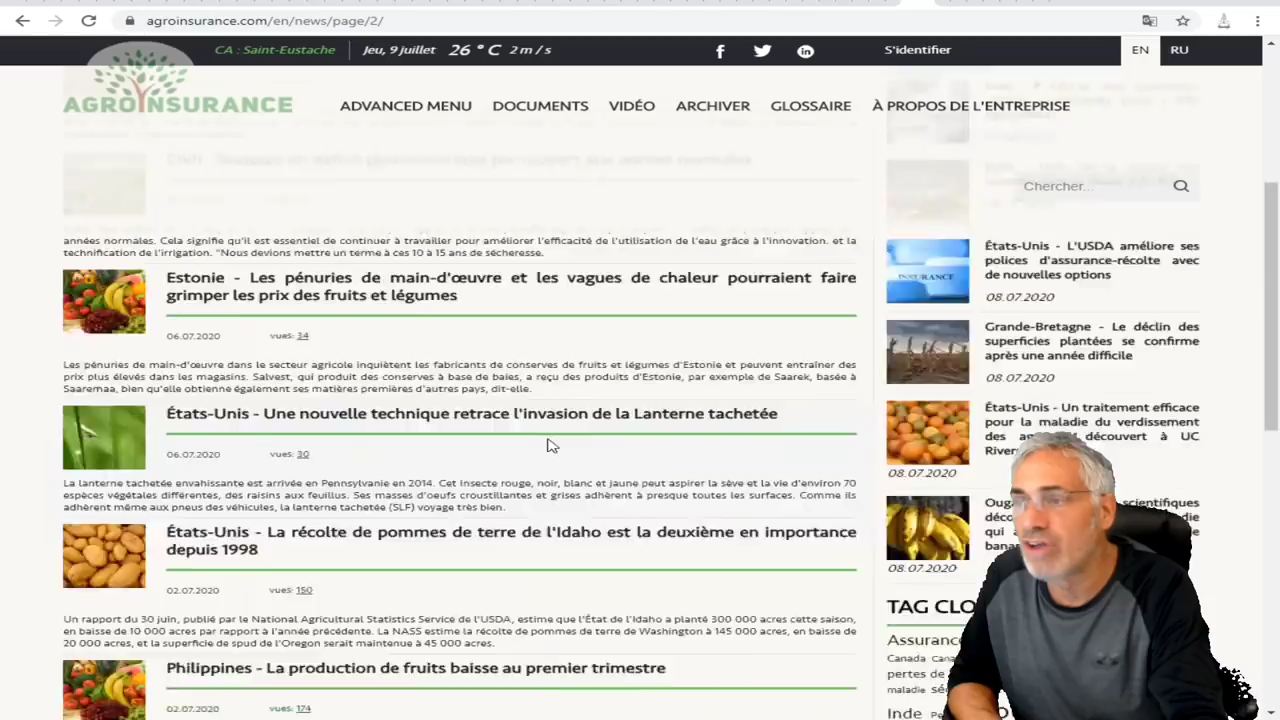 agroinsurance.com/en/news/page/2/
CA : Saint-Eustache
Jeu, 9 juillet 26 ° C 2 m / s
S'identifier
EN RU
AGROINSURANCE
ADVANCED MENU DOCUMENTS VIDÉO ARCHIVER GLOSSAIRE À PROPOS DE L'ENTREPRISE
Chercher...
années normales. Cela signifie qu'il est essentiel de continuer à travailler pour améliorer l'efficacité de l'utilisation de l'eau grâce à l'innovation. et la
technification de l'irrigation. "Nous devions mettre un terme à ces 10 à 15 ans de sécheresse.
Estonie - Les pénuries de main-d'œuvre et les vagues de chaleur pourraient faire
grimper les prix des fruits et légumes
06.07.2020 vues: 34
Les pénuries de main-d'œuvre dans le secteur agricole inquiètent les fabricants de conserves de fruits et légumes d'Estonie et peuvent entraîner des
prix plus élevés dans les magasins. Salvest, qui produit des conserves à base de baies, a reçu des produits d'Estonie, par exemple de Saarek, basée à
Saaremaa, bien qu'elle obtienne également ses matières premières d'autres pays, dit-elle.
États-Unis - Une nouvelle technique retrace l'invasion de la Lanterne tachetée
06.07.2020 vues: 30
La lanterne tachetée envahissante est arrivée en Pennsylvanie en 2014. Cet insecte rouge, noir, blanc et jaune peut aspirer la sève et la vie d'environ 70
espèces végétales différentes, des raisins aux feuillus. Ses masses d'oeufs croustillantes et grises adhèrent à presque toutes les surfaces. Comme ils
adhèrent même aux pneus des véhicules, la lanterne tachetée (SLF) voyage très bien.
États-Unis - La récolte de pommes de terre de l'Idaho est la deuxième en importance
depuis 1998
02.07.2020 vues: 150
Un rapport du 30 juin, publié par le National Agricultural Statistics Service de l'USDA, estime que l'État de l'Idaho a planté 300 000 acres cette saison,
en baisse de 10 000 acres par rapport à l'année précédente. La NASS estime la récolte de pommes de terre de Washington à 145 000 acres, en baisse de
20 000 acres, et la superficie de spud de l'Oregon serait maintenue à 45 000 acres.
Philippines - La production de fruits baisse au premier trimestre
02.07.2020 vues: 174
INSURANCE
États-Unis - L'USDA améliore ses
polices d'assurance-récolte avec
de nouvelles options
08.07.2020
Grande-Bretagne - Le déclin des
superficies plantées se confirme
après une année difficile
08.07.2020
États-Unis - Un traitement efficace
pour la maladie du verdissement
des découvert à UC
08.07.2020
scientifiques
08.07.2020
TAG
Canada
pertes de
maladie
Inde